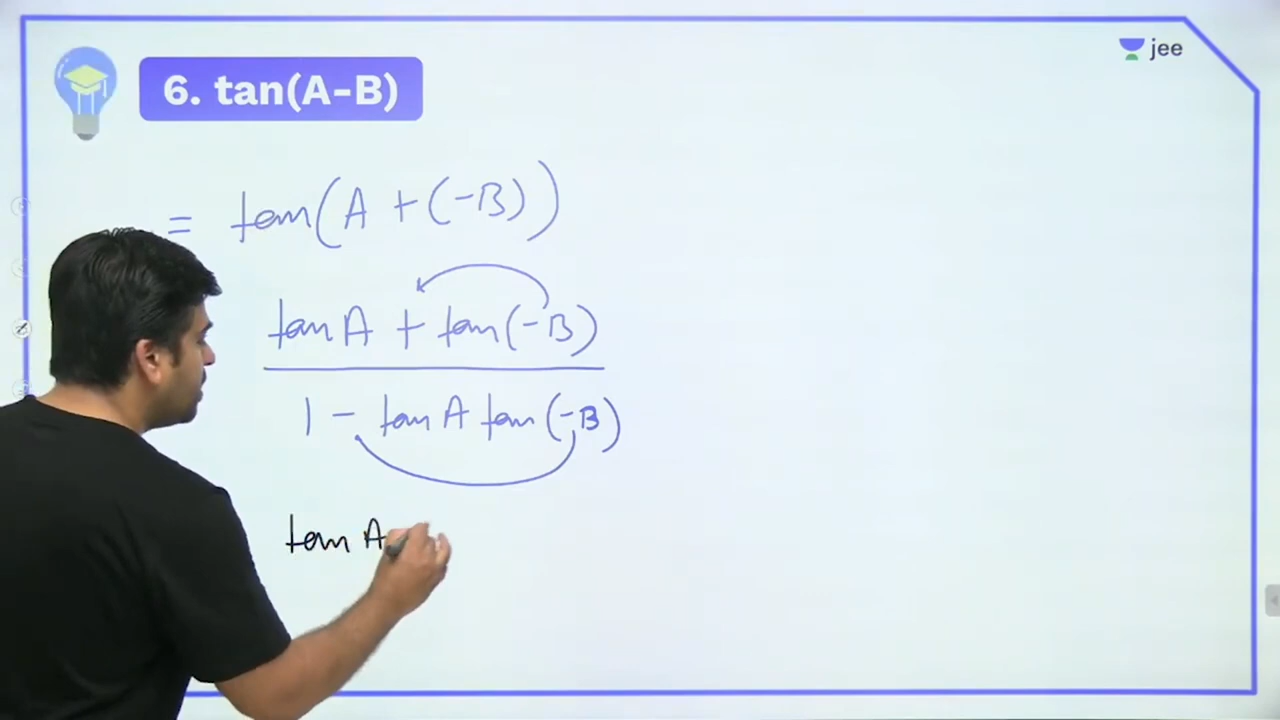 jee
6. tan(A-B)
= tan(A + (-B))
tan A + tan(-B)
1 - tan A tan (-B)
tan A